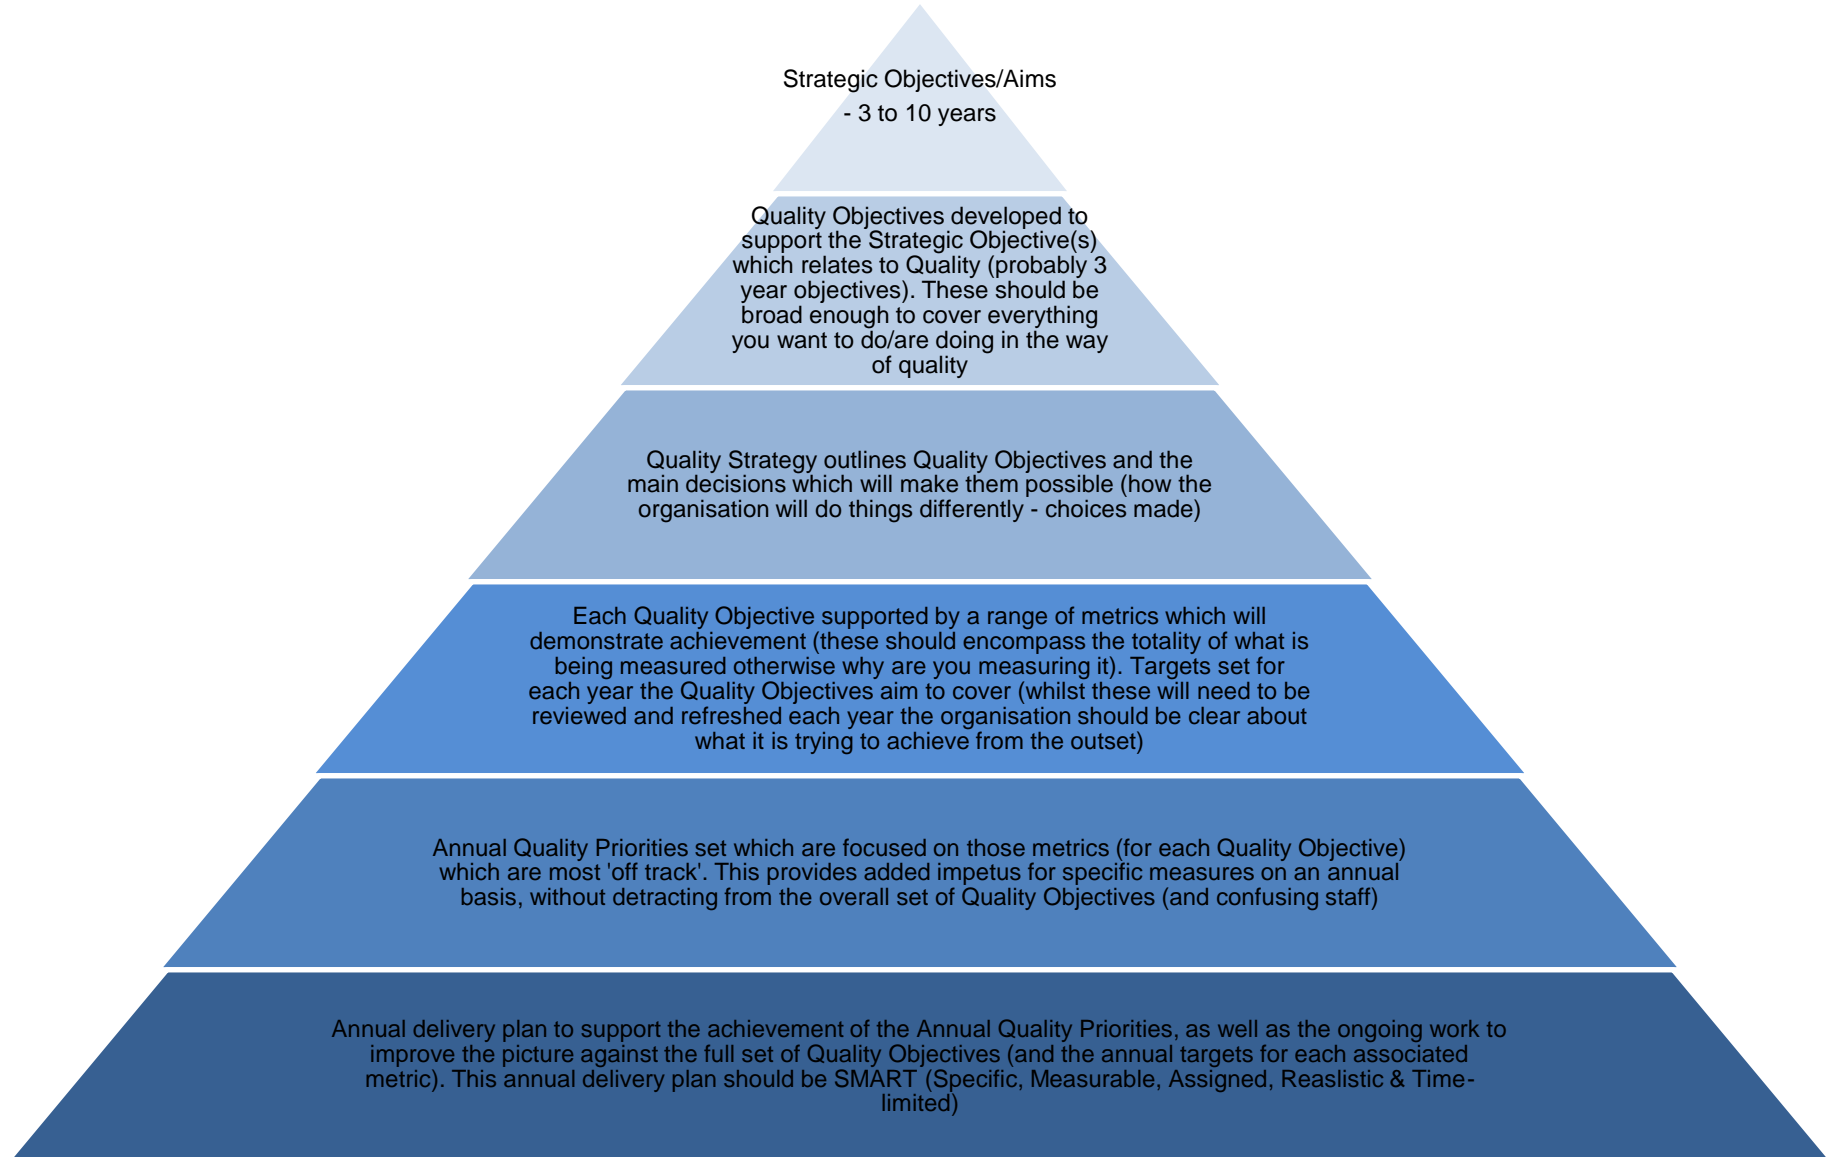 Strategic Objectives/Aims
- 3 to 10 years
Quality Objectives developed to
support the Strategic Objective(s)
which relates to Quality (probably 3
year objectives). These should be
broad enough to cover everything
you want to do/are doing in the way
of quality
Quality Strategy outlines Quality Objectives and the
main decisions which will make them possible (how the
organisation will do things differently - choices made)
Each Quality Objective supported by a range of metrics which will
demonstrate achievement (these should encompass the totality of what is
being measured otherwise why are you measuring it). Targets set for
each year the Quality Objectives aim to cover (whilst these will need to be
reviewed and refreshed each year the organisation should be clear about
what it is trying to achieve from the outset)
Annual Quality Priorities set which are focused on those metrics (for each Quality Objective)
which are most 'off track'. This provides added impetus for specific measures on an annual
basis, without detracting from the overall set of Quality Objectives (and confusing staff)
Annual delivery plan to support the achievement of the Annual Quality Priorities, as well as the ongoing work to
improve the picture against the full set of Quality Objectives (and the annual targets for each associated
metric). This annual delivery plan should be SMART (Specific, Measurable, Assigned, Reaslistic & Time-
limited)